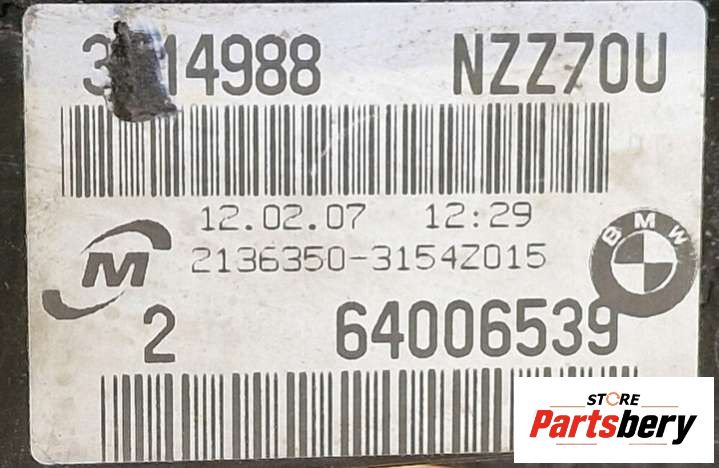 NZZ70U
12.02.07 12:29
M
2136350-3154Z015
BMW
2 64006539
STORE
Partsbery